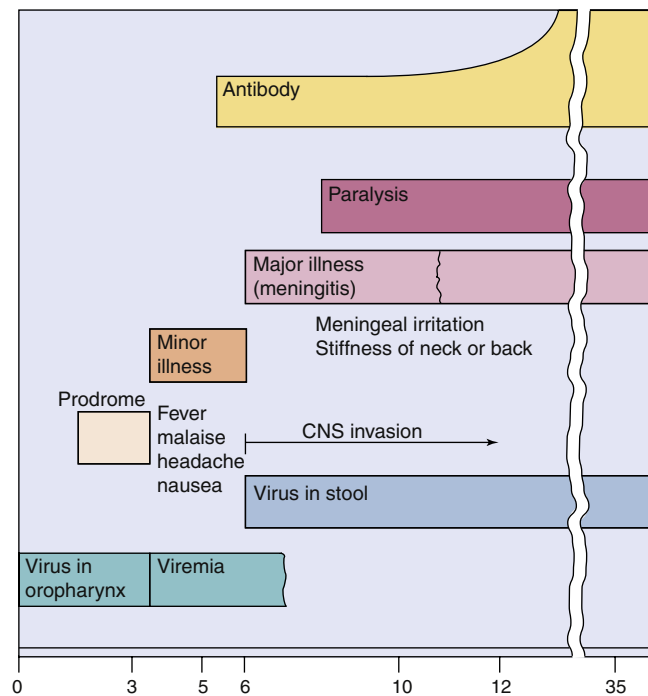 Antibody
Paralysis
Major illness
(meningitis)
Meningeal irritation
Stiffness of neck or back
Minor
illness
Prodrome
Fever
malaise
headache
nausea
CNS invasion
Virus in stool
Virus in
oropharynx
Viremia
0 3 5 6 10 12 35